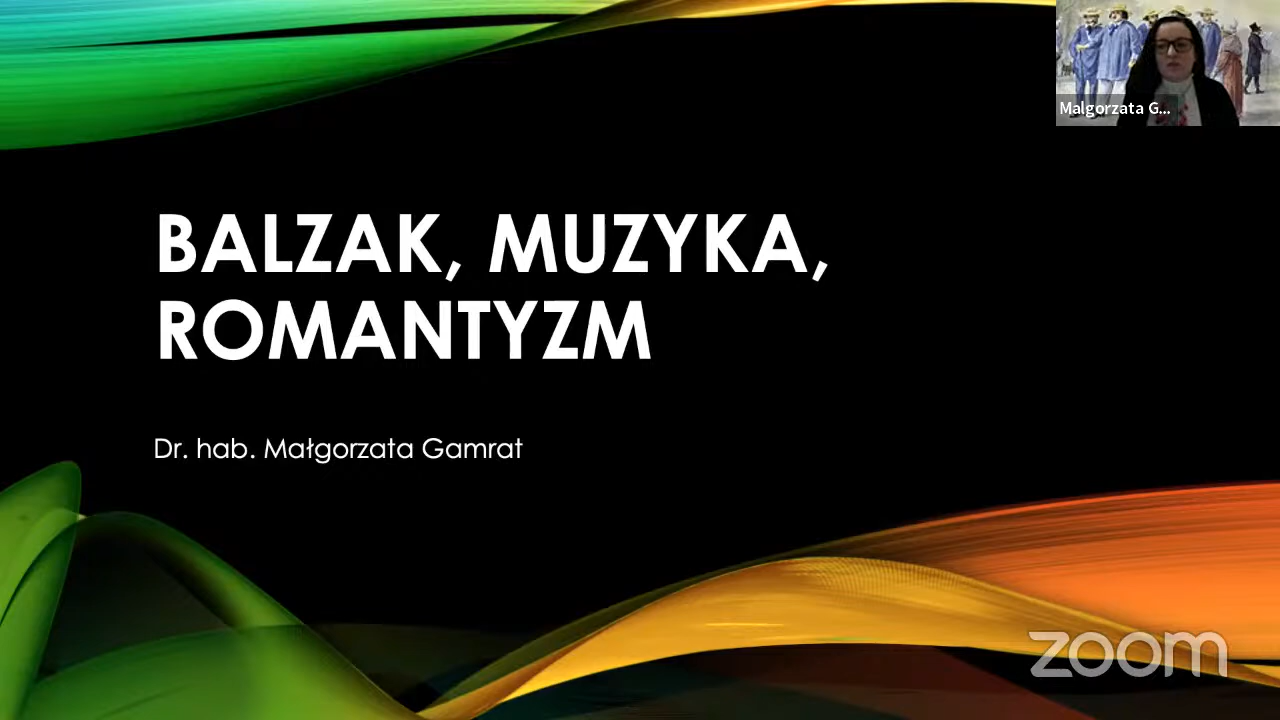 Malgorzata G...
BALZAK, MUZYKA,
ROMANTYZM
Dr. hab. Małgorzata Gamrat
zoom